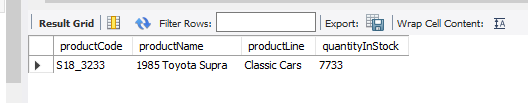 Result Grid Filter Rows: Export: Wrap Cell Content:
productCode productName productLine quantityInStock
S18_3233 1985 Toyota Supra Classic Cars 7733